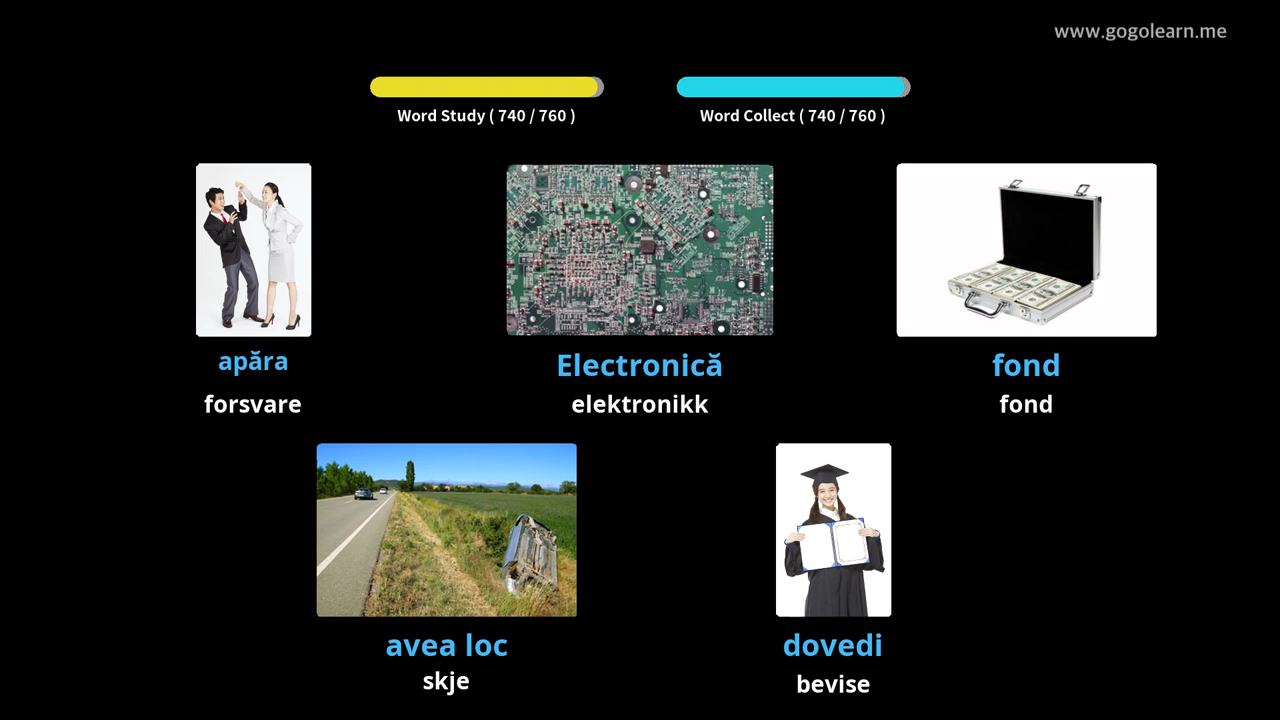 www.gogolearn.me
Word Study ( 740 / 760 )
Word Collect ( 740 / 760 )
apăra
forsvare
Electronică
elektronikk
fond
fond
avea loc
skje
dovedi
bevise